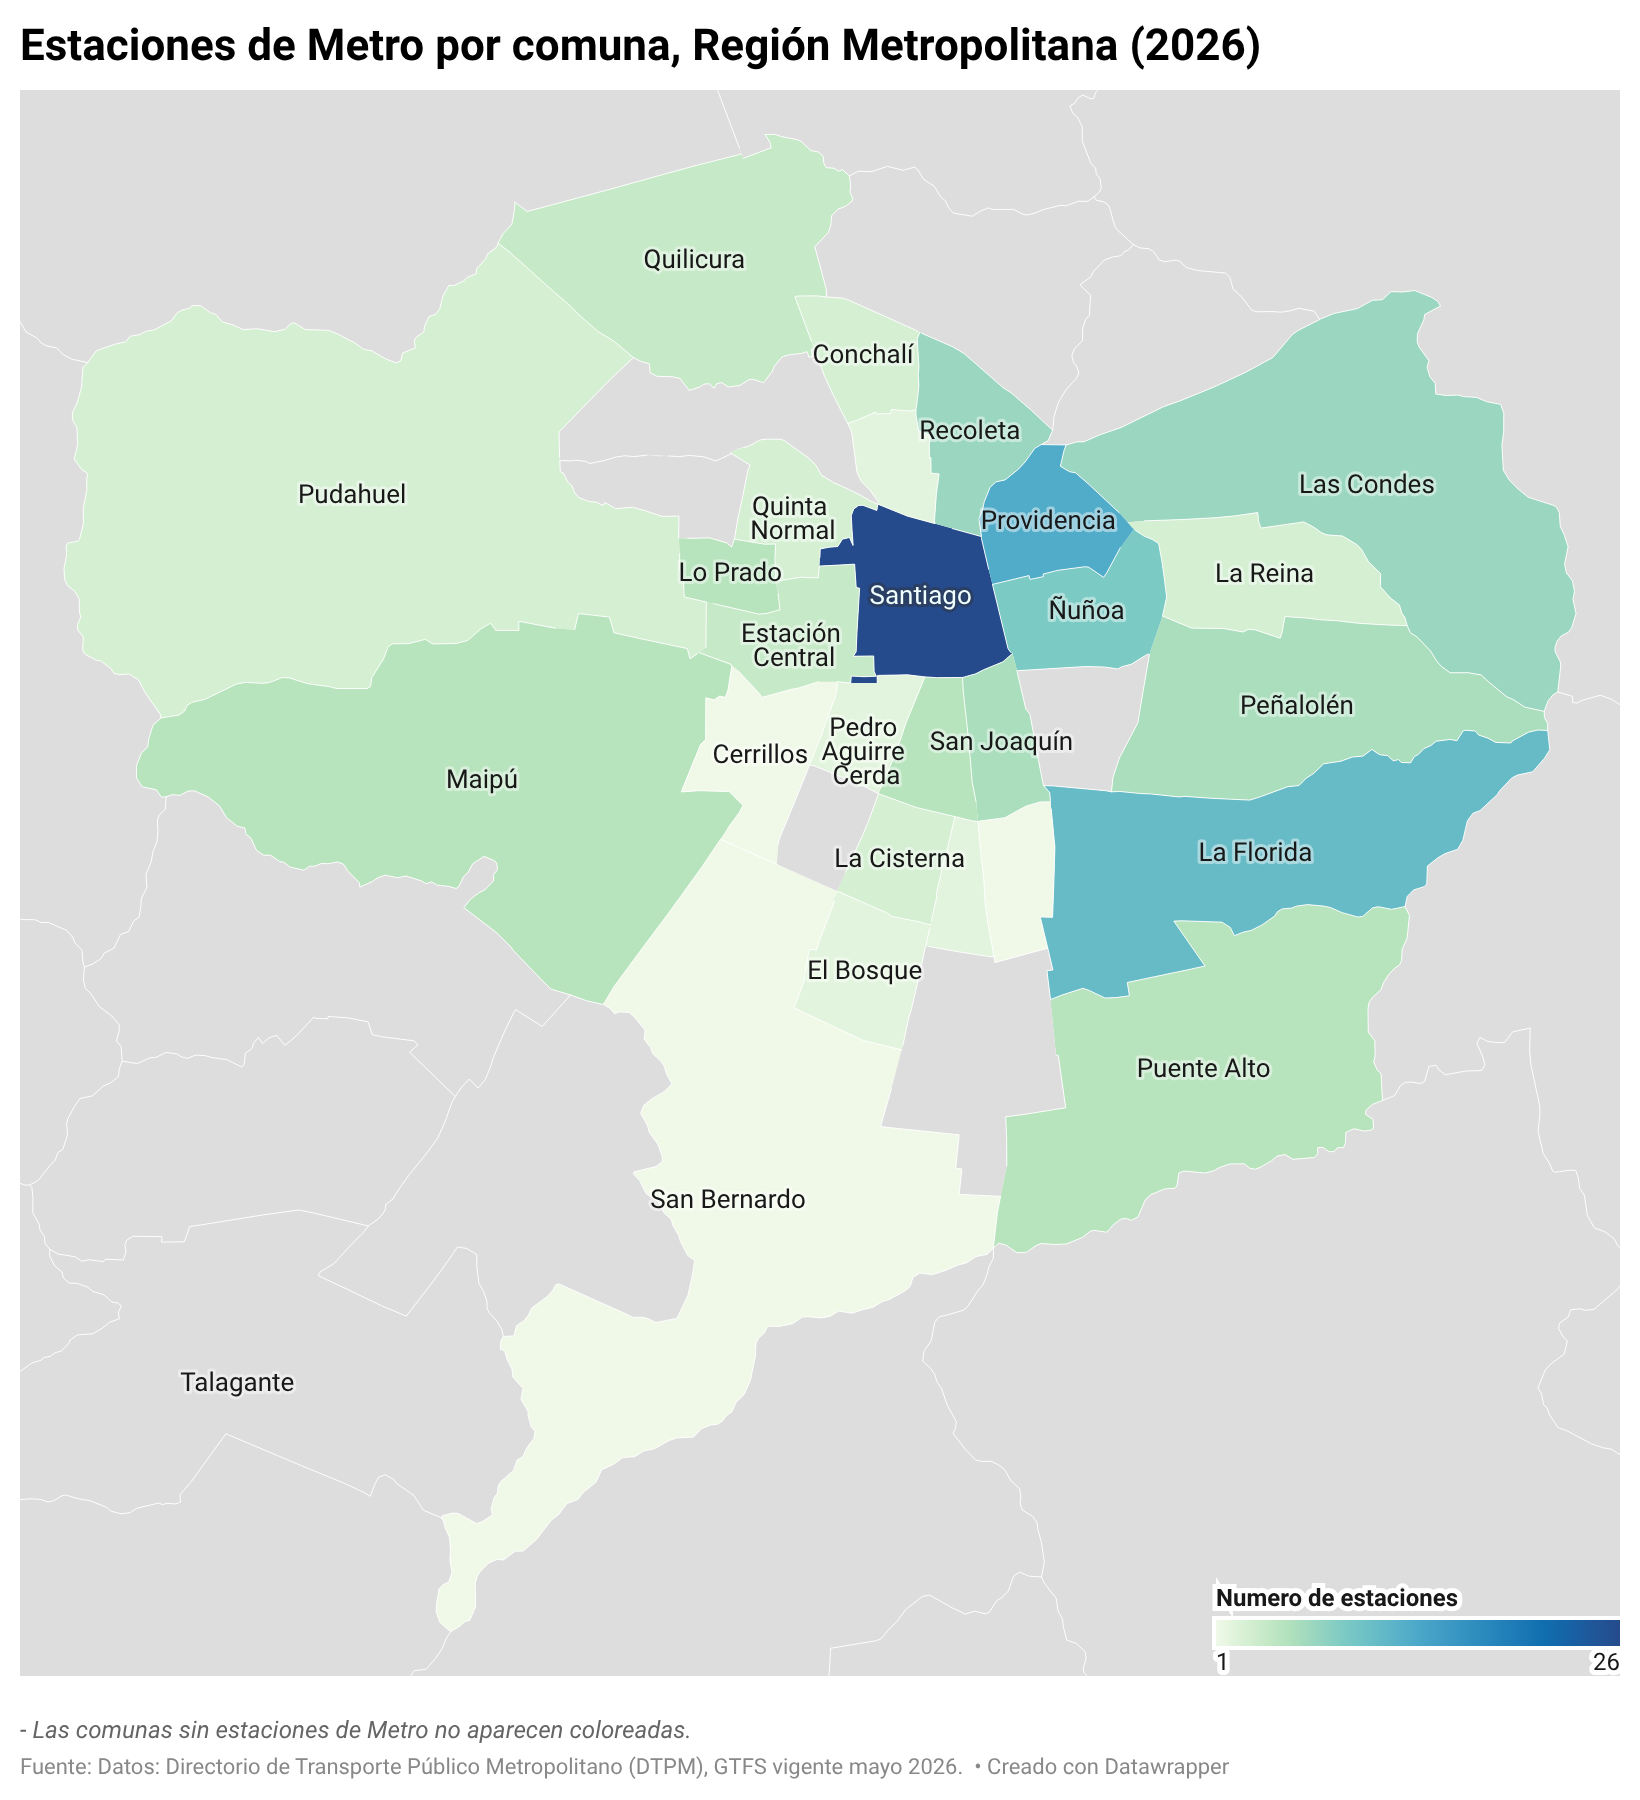 Estaciones de Metro por comuna, Región Metropolitana (2026)
Quilicura
Conchalí
Recoleta
Las Condes
Pudahuel
Quinta
Normal
Providencia
Lo Prado
La Reina
Santiago
Ñuñoa
Estación
Central
Peñalolén
Pedro
Aguirre
Cerda
San Joaquín
Cerrillos
Maipú
La Cisterna
La Florida
El Bosque
Puente Alto
San Bernardo
Talagante
Numero de estaciones
1 26
- Las comunas sin estaciones de Metro no aparecen coloreadas.
Fuente: Datos: Directorio de Transporte Público Metropolitano (DTPM), GTFS vigente mayo 2026. • Creado con Datawrapper